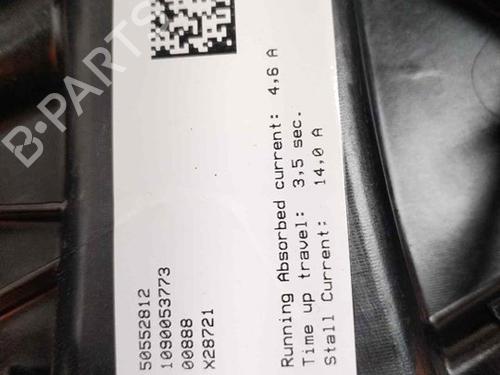 50552812
1090053773
00888
X28721
Running Absorbed current: 4,6 A
Time up travel: 3,5 sec.
Stall Current: 14,0 A
B-PARTS